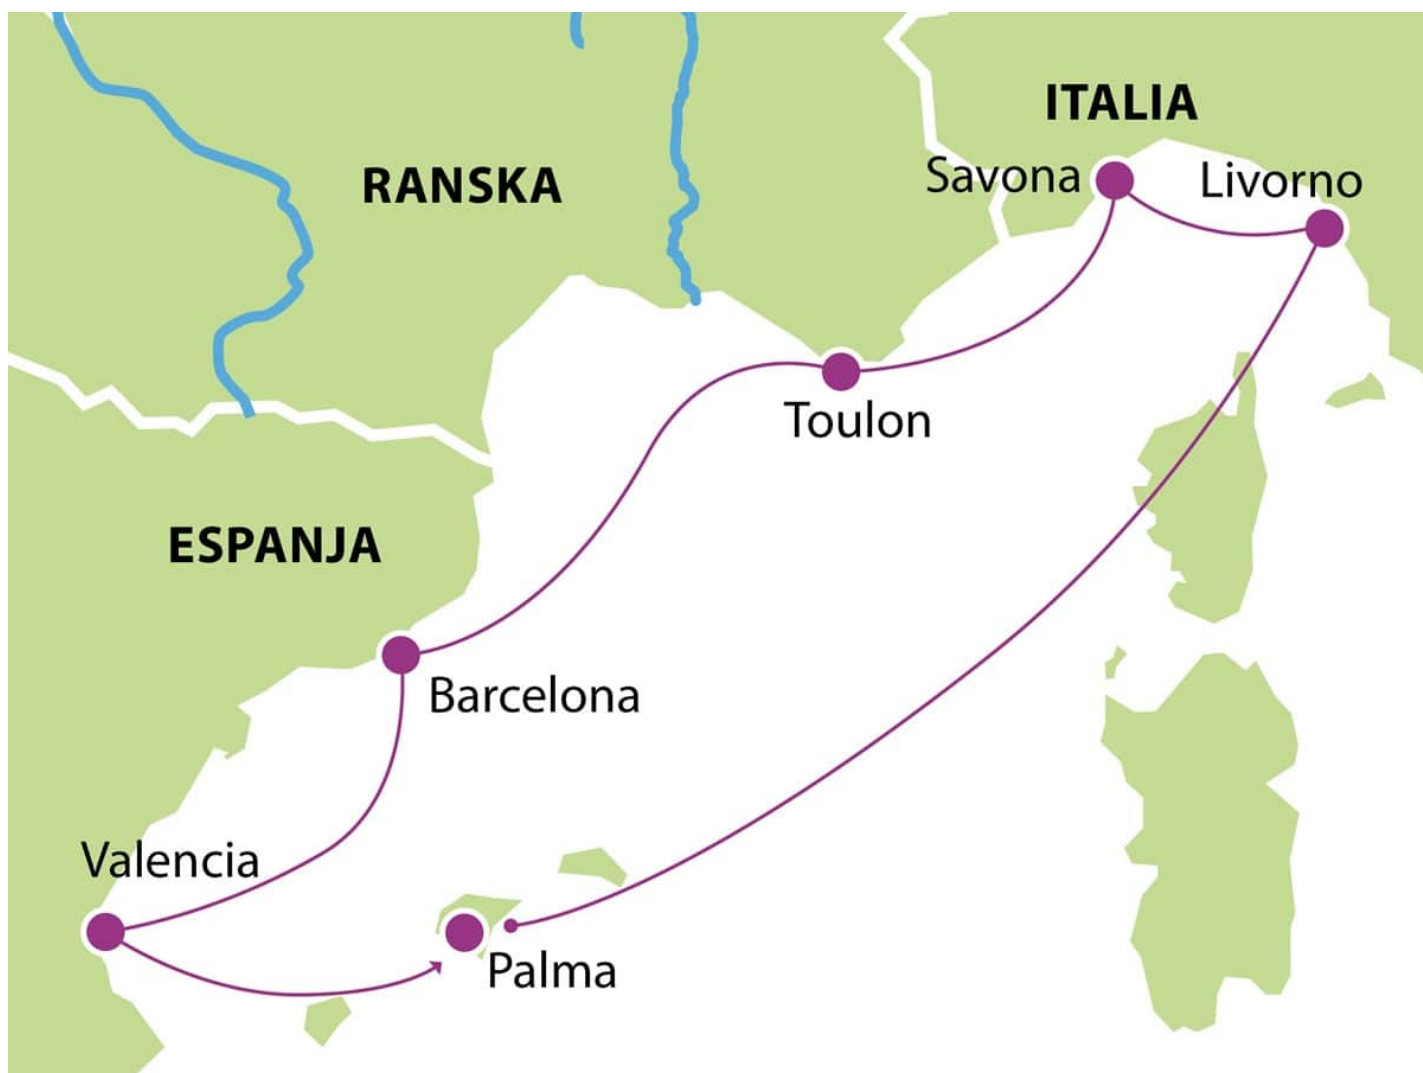 ITALIA
RANSKA
Savona
Livorno
Toulon
ESPANJA
Barcelona
Valencia
Palma